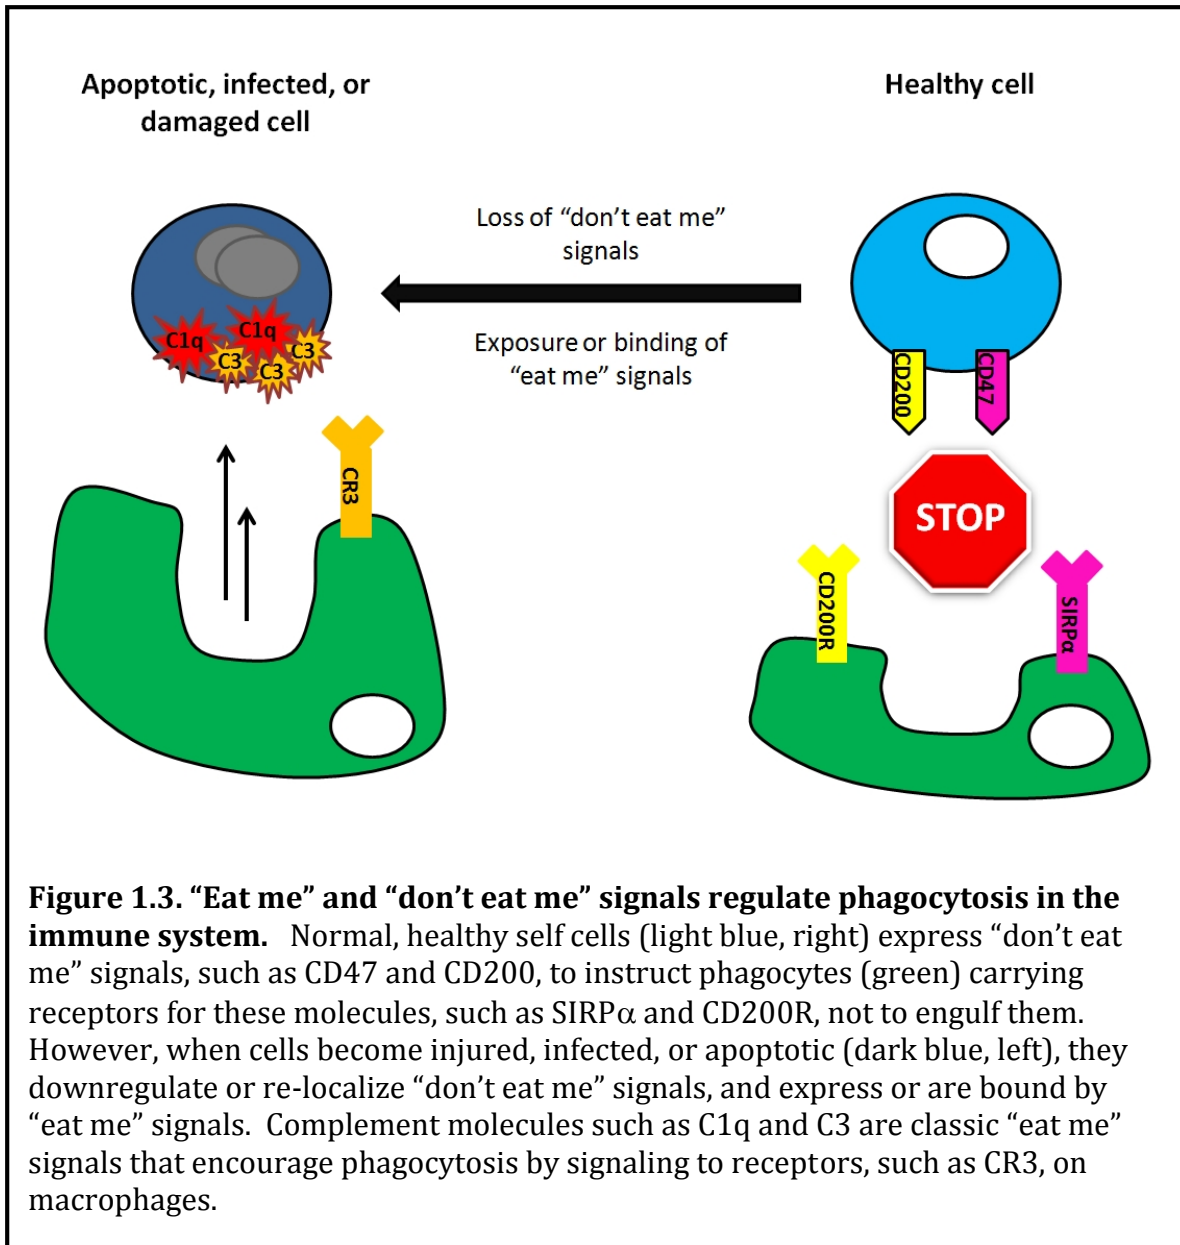 Apoptotic, infected, or
damaged cell
Healthy cell
Loss of “don’t eat me”
signals
Exposure or binding of
“eat me” signals
C1q
C1q
C3
C3
C3
CR3
CD200
CD47
STOP
CD200R
SIRPα
Figure 1.3. “Eat me” and “don’t eat me” signals regulate phagocytosis in the
immune system. Normal, healthy self cells (light blue, right) express “don’t eat
me” signals, such as CD47 and CD200, to instruct phagocytes (green) carrying
receptors for these molecules, such as SIRPα and CD200R, not to engulf them.
However, when cells become injured, infected, or apoptotic (dark blue, left), they
downregulate or re-localize “don’t eat me” signals, and express or are bound by
“eat me” signals. Complement molecules such as C1q and C3 are classic “eat me”
signals that encourage phagocytosis by signaling to receptors, such as CR3, on
macrophages.